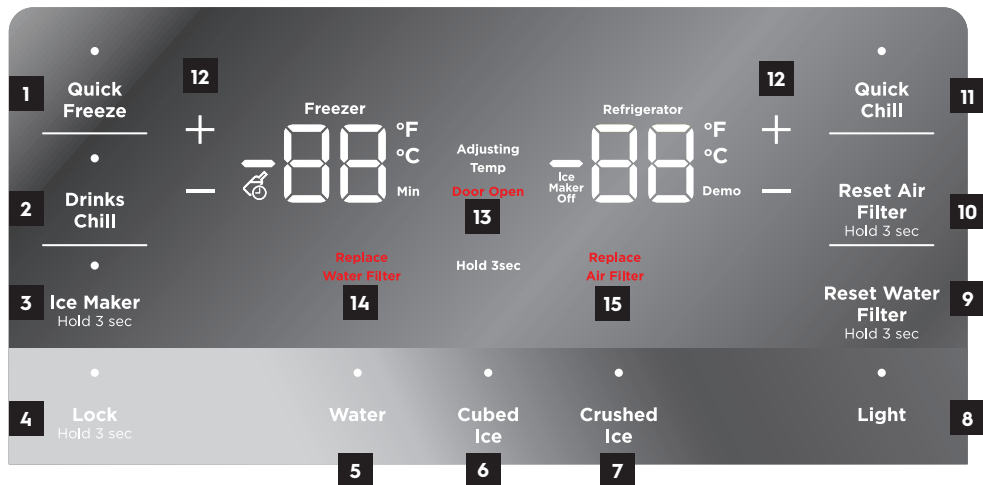 1
Quick
Freeze
2
Drinks
Chill
3
Ice Maker
Hold 3 sec
4
Lock
Hold 3 sec
12
+
−
Freezer
−88
°F
°C
Min
Adjusting
Temp
Door Open
13
Hold 3sec
Refrigerator
−88
°F
°C
Ice
Maker
Off
Demo
12
+
−
Replace
Water Filter
14
Replace
Air Filter
15
Quick
Chill
11
Reset Air
Filter
Hold 3 sec
10
Reset Water
Filter
Hold 3 sec
9
Water
5
Cubed
Ice
6
Crushed
Ice
7
Light
8